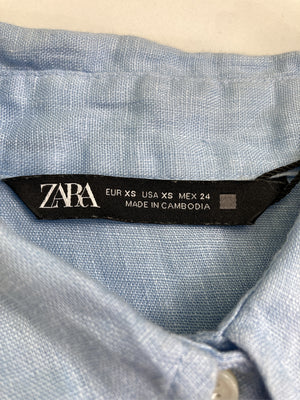 ZARA
EUR XS USA XS MEX 24
MADE IN CAMBODIA